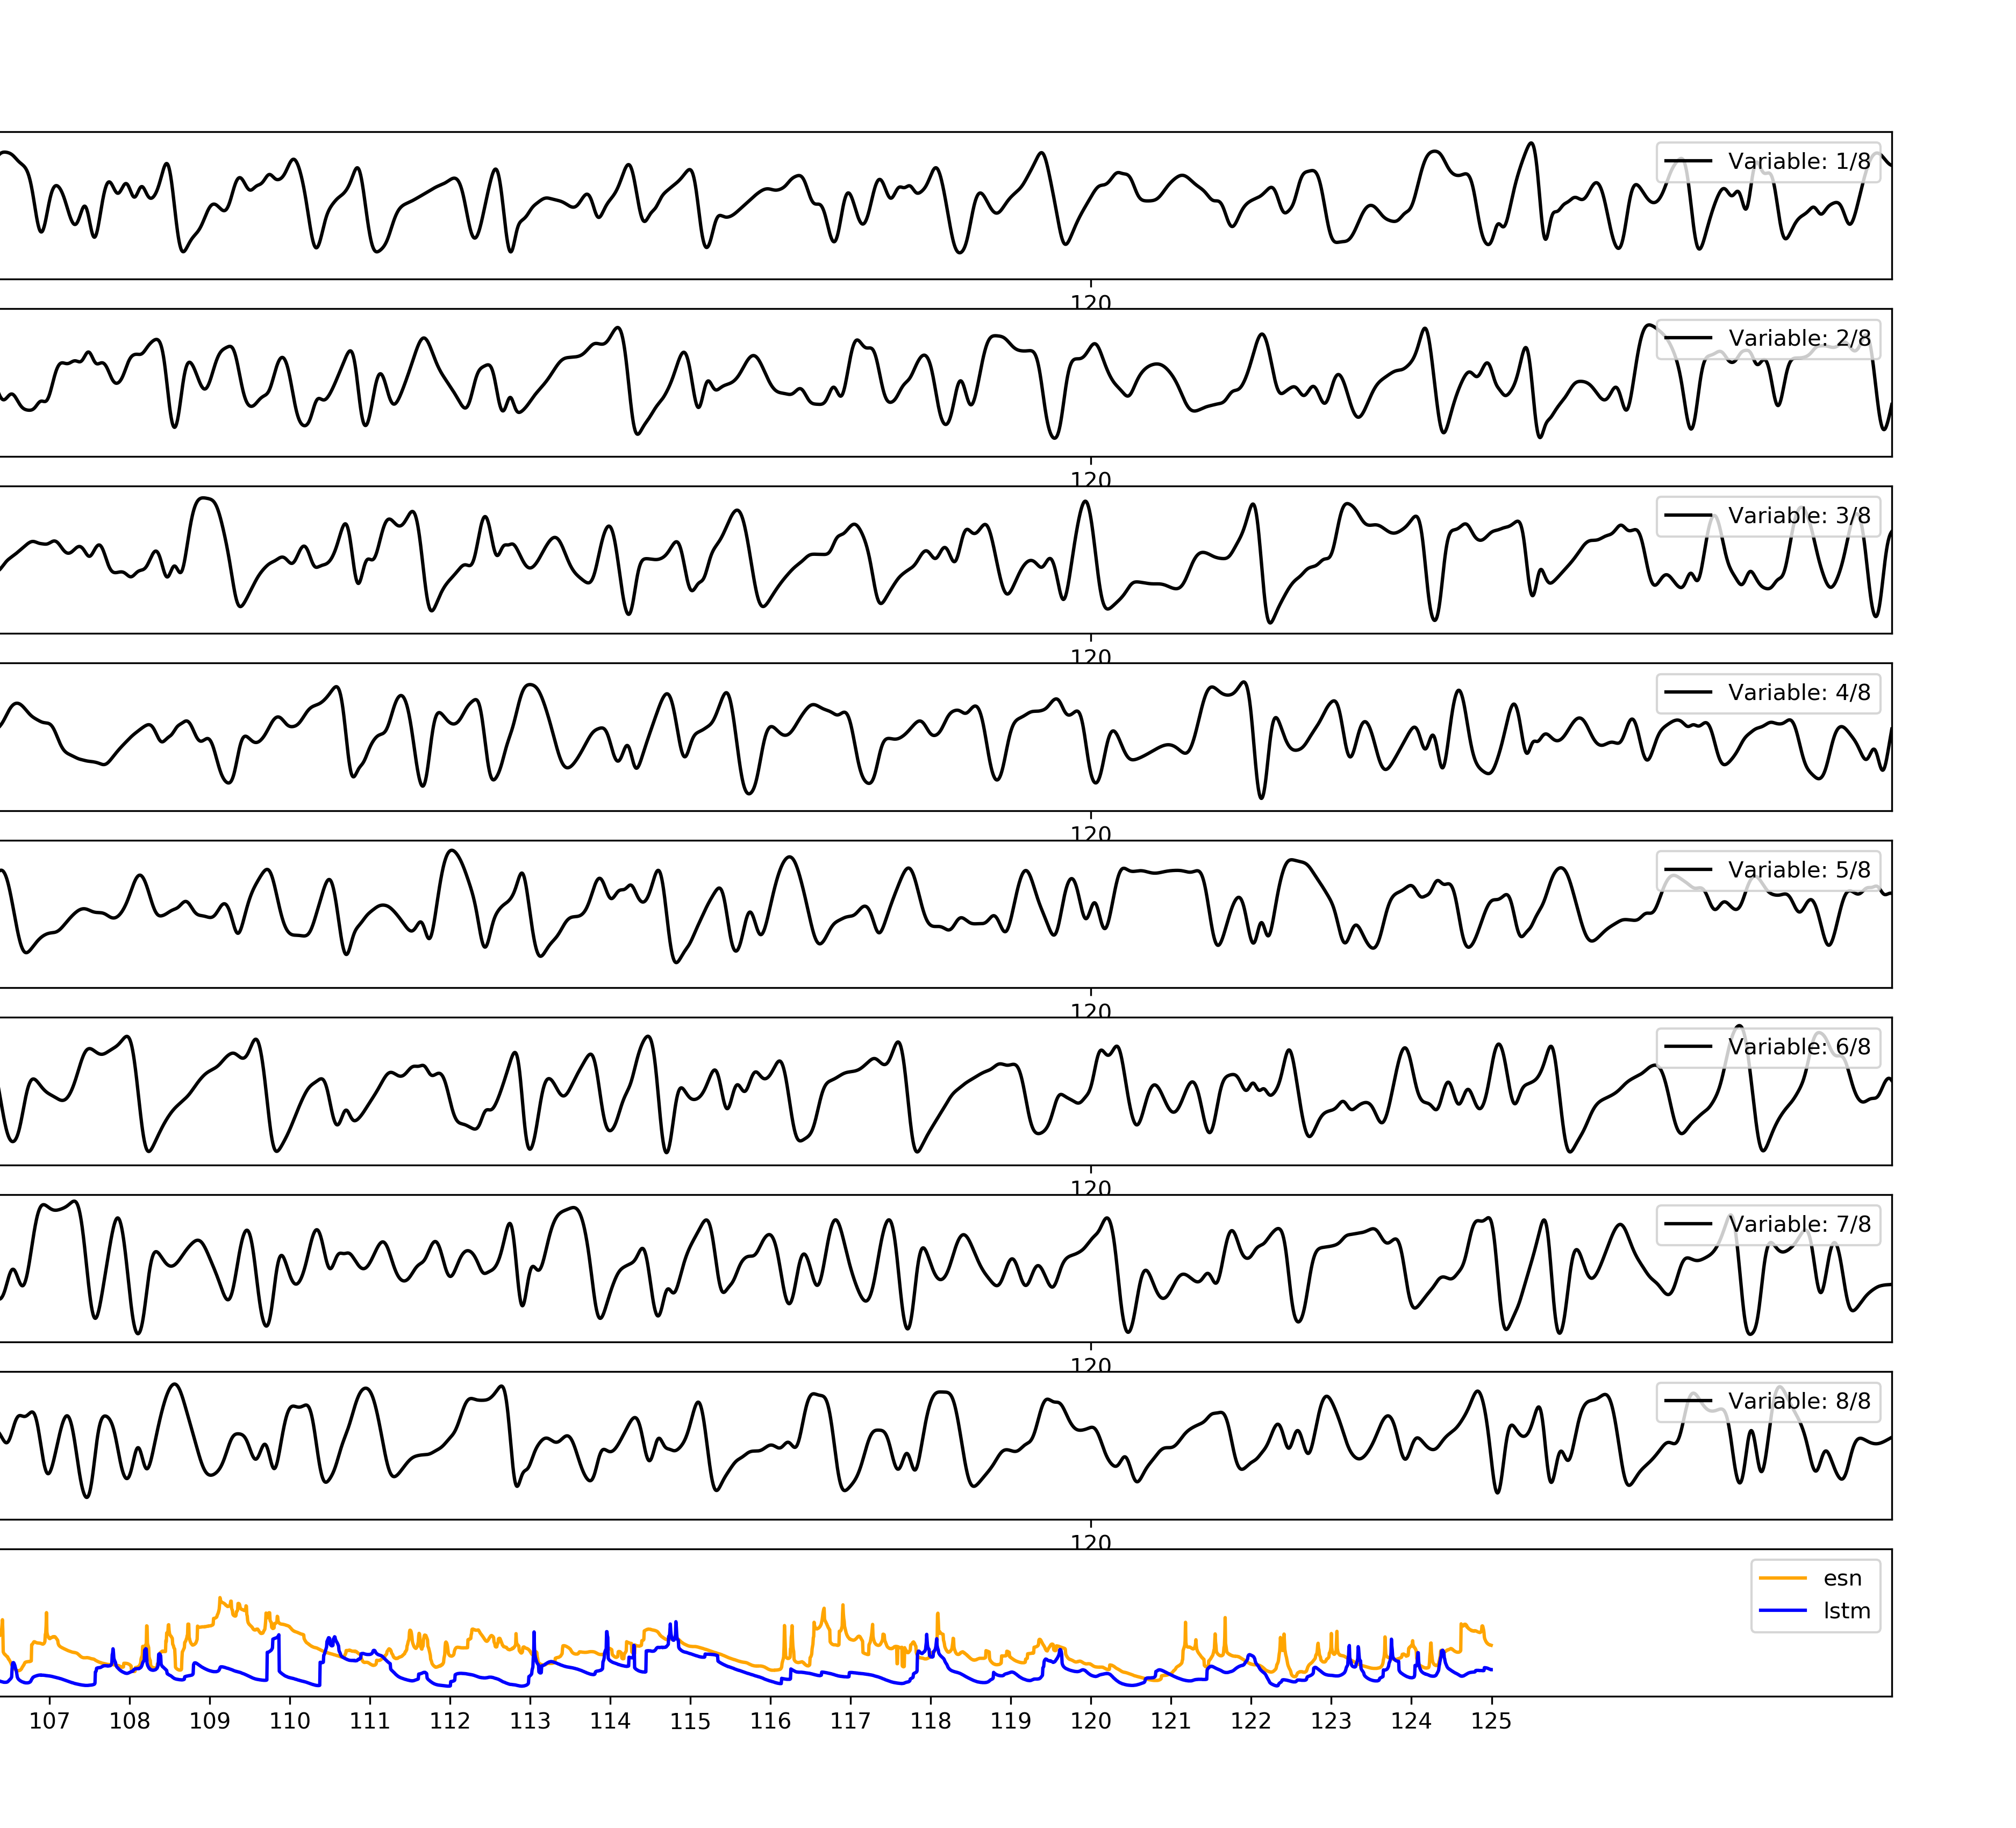 Variable: 1/8
120
Variable: 2/8
120
Variable: 3/8
120
Variable: 4/8
120
Variable: 5/8
120
Variable: 6/8
120
Variable: 7/8
120
Variable: 8/8
120
esn
lstm
107 108 109 110 111 112 113 114 115 116 117 118 119 120 121 122 123 124 125